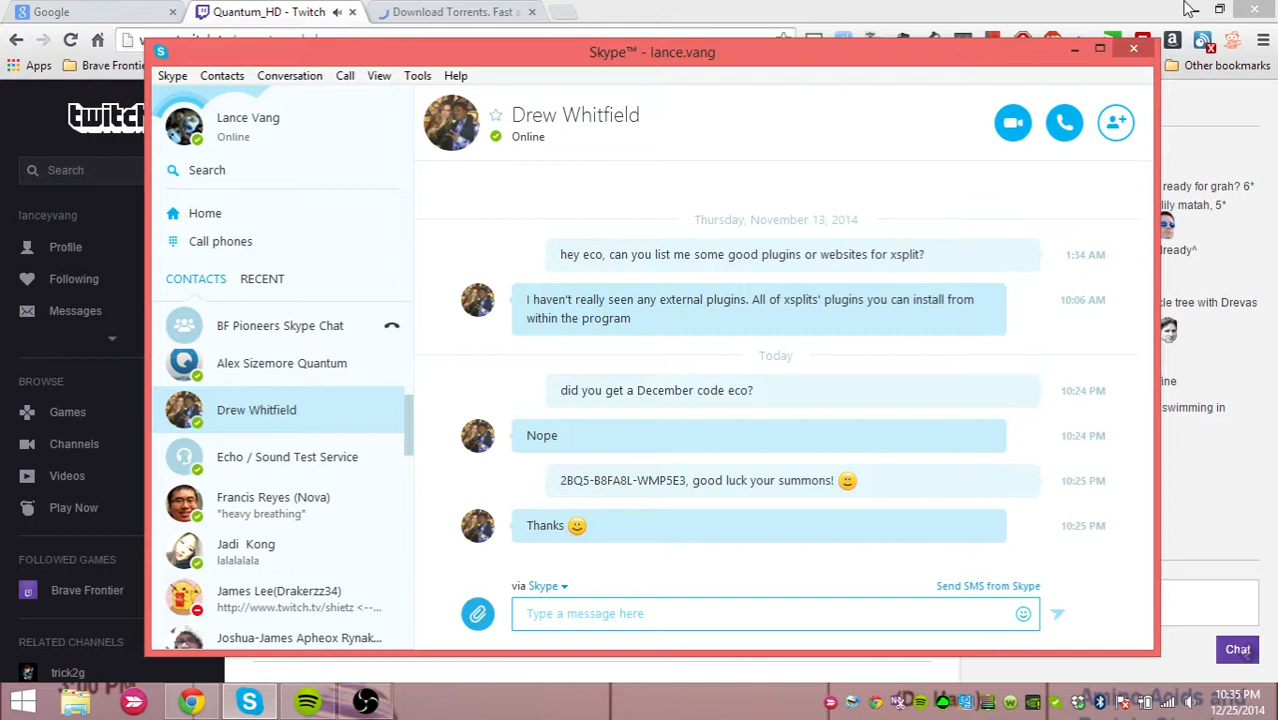 Google
Quantum_HD - Twitch
Download Torrents. Fast a
Apps
Brave Frontier
Other bookmarks
Skype™ - lance.vang
Skype Contacts Conversation Call View Tools Help
Lance Vang
Online
Search
Home
Call phones
CONTACTS RECENT
BF Pioneers Skype Chat
Alex Sizemore Quantum
Drew Whitfield
Echo / Sound Test Service
Francis Reyes (Nova)
*heavy breathing*
Jadi Kong
lalalalala
James Lee(Drakerzz34)
http://www.twitch.tv/shietz <--...
Joshua-James Apheox Rynak...
Drew Whitfield
Online
Thursday, November 13, 2014
hey eco, can you list me some good plugins or websites for xsplit?
1:34 AM
I haven't really seen any external plugins. All of xsplits' plugins you can install from
within the program
10:06 AM
Today
did you get a December code eco?
10:24 PM
Nope
10:24 PM
2BQ5-B8FA8L-WMP5E3, good luck your summons!
10:25 PM
Thanks
10:25 PM
via Skype
Send SMS from Skype
Type a message here
twitch
Search
lanceyvang
Profile
Following
Messages
BROWSE
Games
Channels
Videos
Play Now
FOLLOWED GAMES
Brave Frontier
RELATED CHANNELS
trick2g
ready for grah? 6*
lily matah, 5*
ready^
cle tree with Drevas
ine
swimming in
Chat
Amino Acids and
10:35 PM
12/25/2014